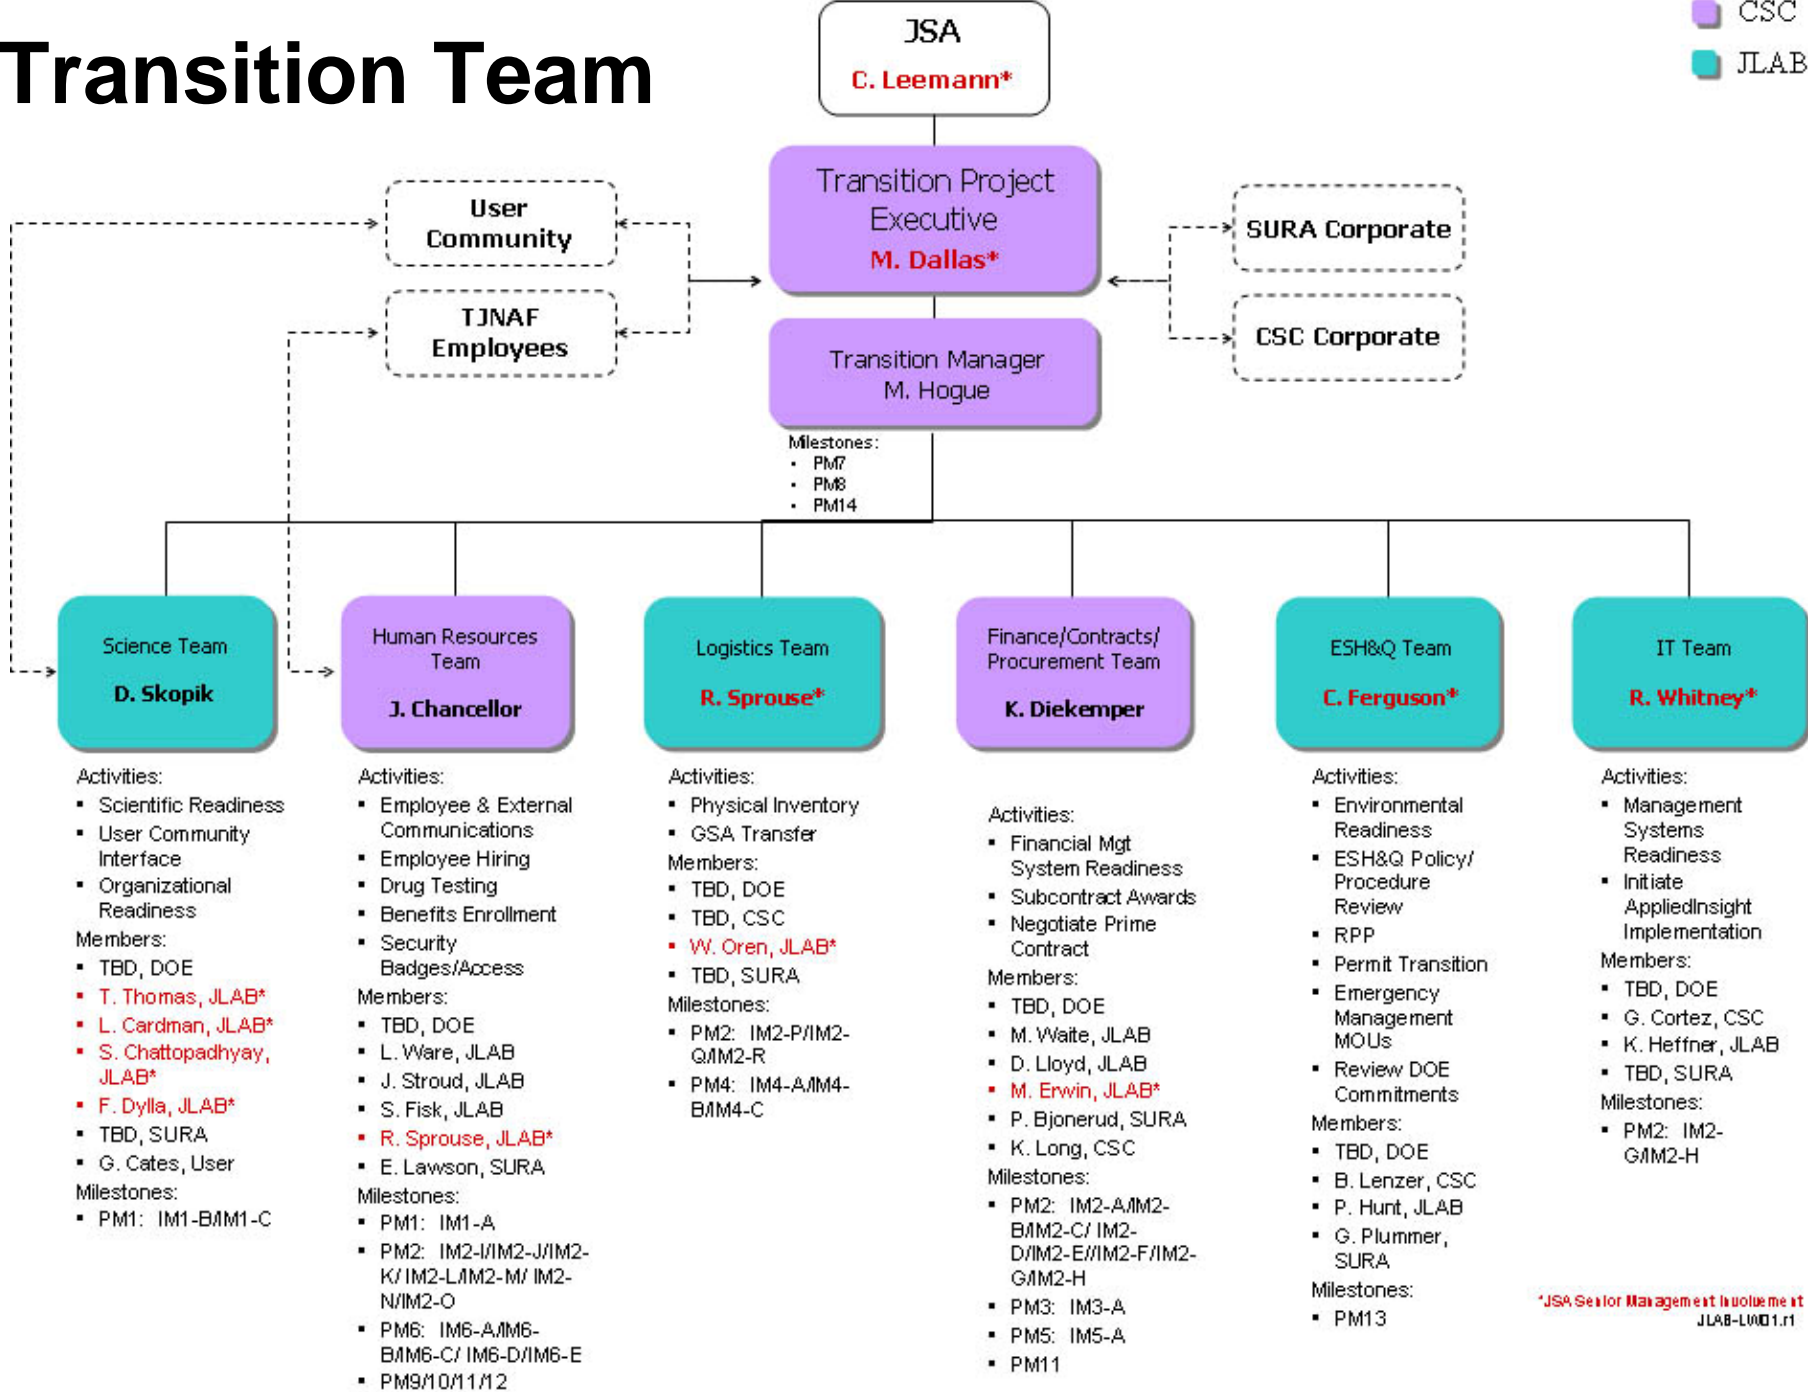 Transition Team
JSA
C. Leemann*
CSC
JLAB
Transition Project
Executive
M. Dallas*
User
Community
TJNAF
Employees
SURA Corporate
CSC Corporate
Transition Manager
M. Hogue
Milestones:
▪ PM7
▪ PM8
▪ PM14
Science Team
D. Skopik
Activities:
▪ Scientific Readiness
▪ User Community
Interface
▪ Organizational
Readiness
Members:
▪ TBD, DOE
▪ T. Thomas, JLAB*
▪ L. Cardman, JLAB*
▪ S. Chattopadhyay,
JLAB*
▪ F. Dylla, JLAB*
▪ TBD, SURA
▪ G. Cates, User
Milestones:
▪ PM1: IM1-B/IM1-C
Human Resources
Team
J. Chancellor
Activities:
▪ Employee & External
Communications
▪ Employee Hiring
▪ Drug Testing
▪ Benefits Enrollment
▪ Security
Badges/Access
Members:
▪ TBD, DOE
▪ L. Ware, JLAB
▪ J. Stroud, JLAB
▪ S. Fisk, JLAB
▪ R. Sprouse, JLAB*
▪ E. Lawson, SURA
Milestones:
▪ PM1: IM1-A
▪ PM2: IM2-I/IM2-J/IM2-
K/ IM2-L/IM2-M/ IM2-
N/IM2-O
▪ PM6: IM6-A/IM6-
B/IM6-C/ IM6-D/IM6-E
▪ PM9/10/11/12
Logistics Team
R. Sprouse*
Activities:
▪ Physical Inventory
▪ GSA Transfer
Members:
▪ TBD, DOE
▪ TBD, CSC
▪ W. Oren, JLAB*
▪ TBD, SURA
Milestones:
▪ PM2: IM2-P/IM2-
Q/IM2-R
▪ PM4: IM4-A/IM4-
B/IM4-C
Finance/Contracts/
Procurement Team
K. Diekemper
Activities:
▪ Financial Mgt
System Readiness
▪ Subcontract Awards
▪ Negotiate Prime
Contract
Members:
▪ TBD, DOE
▪ M. Waite, JLAB
▪ D. Lloyd, JLAB
▪ M. Erwin, JLAB*
▪ P. Bjonerud, SURA
▪ K. Long, CSC
Milestones:
▪ PM2: IM2-A/IM2-
B/IM2-C/ IM2-
D/IM2-E//IM2-F/IM2-
G/IM2-H
▪ PM3: IM3-A
▪ PM5: IM5-A
▪ PM11
ESH&Q Team
C. Ferguson*
Activities:
▪ Environmental
Readiness
▪ ESH&Q Policy/
Procedure
Review
▪ RPP
▪ Permit Transition
▪ Emergency
Management
MOUs
▪ Review DOE
Commitments
Members:
▪ TBD, DOE
▪ B. Lenzer, CSC
▪ P. Hunt, JLAB
▪ G. Plummer,
SURA
Milestones:
▪ PM13
IT Team
R. Whitney*
Activities:
▪ Management
Systems
Readiness
▪ Initiate
AppliedInsight
Implementation
Members:
▪ TBD, DOE
▪ G. Cortez, CSC
▪ K. Heffner, JLAB
▪ TBD, SURA
Milestones:
▪ PM2: IM2-
G/IM2-H
*JSA Senior Management Involvement